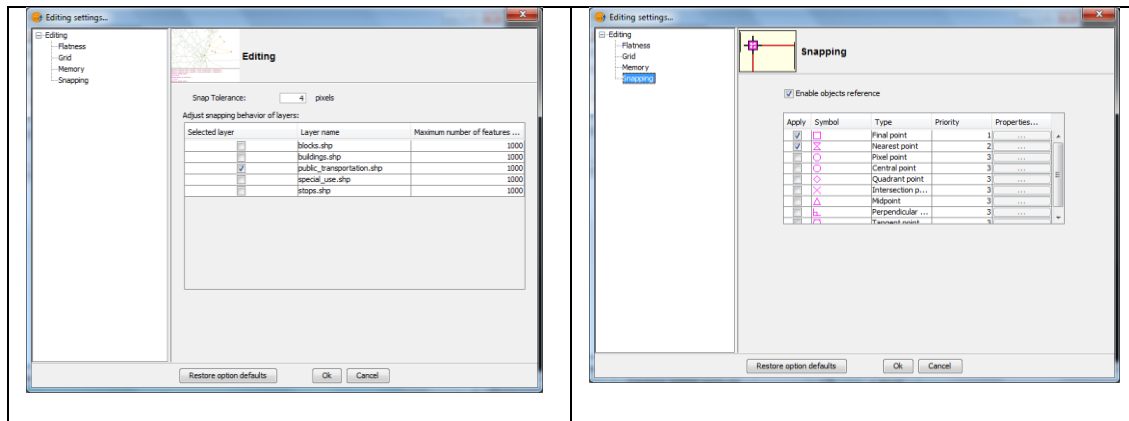 Editing settings...
Editing
Flatness
Grid
Memory
Snapping
Editing
Snap Tolerance: 4 pixels
Adjust snapping behavior of layers:
Selected layer Layer name Maximum number of features ...
blocks.shp 1000
buildings.shp 1000
public_transportation.shp 1000
special_use.shp 1000
stops.shp 1000
Restore option defaults Ok Cancel
Editing settings...
Editing
Flatness
Grid
Memory
Snapping
Snapping
Enable objects reference
Apply Symbol Type Priority Properties...
Final point 1 ...
Nearest point 2 ...
Pixel point 3 ...
Central point 3 ...
Quadrant point 3 ...
Intersection p... 3 ...
Midpoint 3 ...
Perpendicular ... 3 ...
Tangent point 3 ...
Restore option defaults Ok Cancel